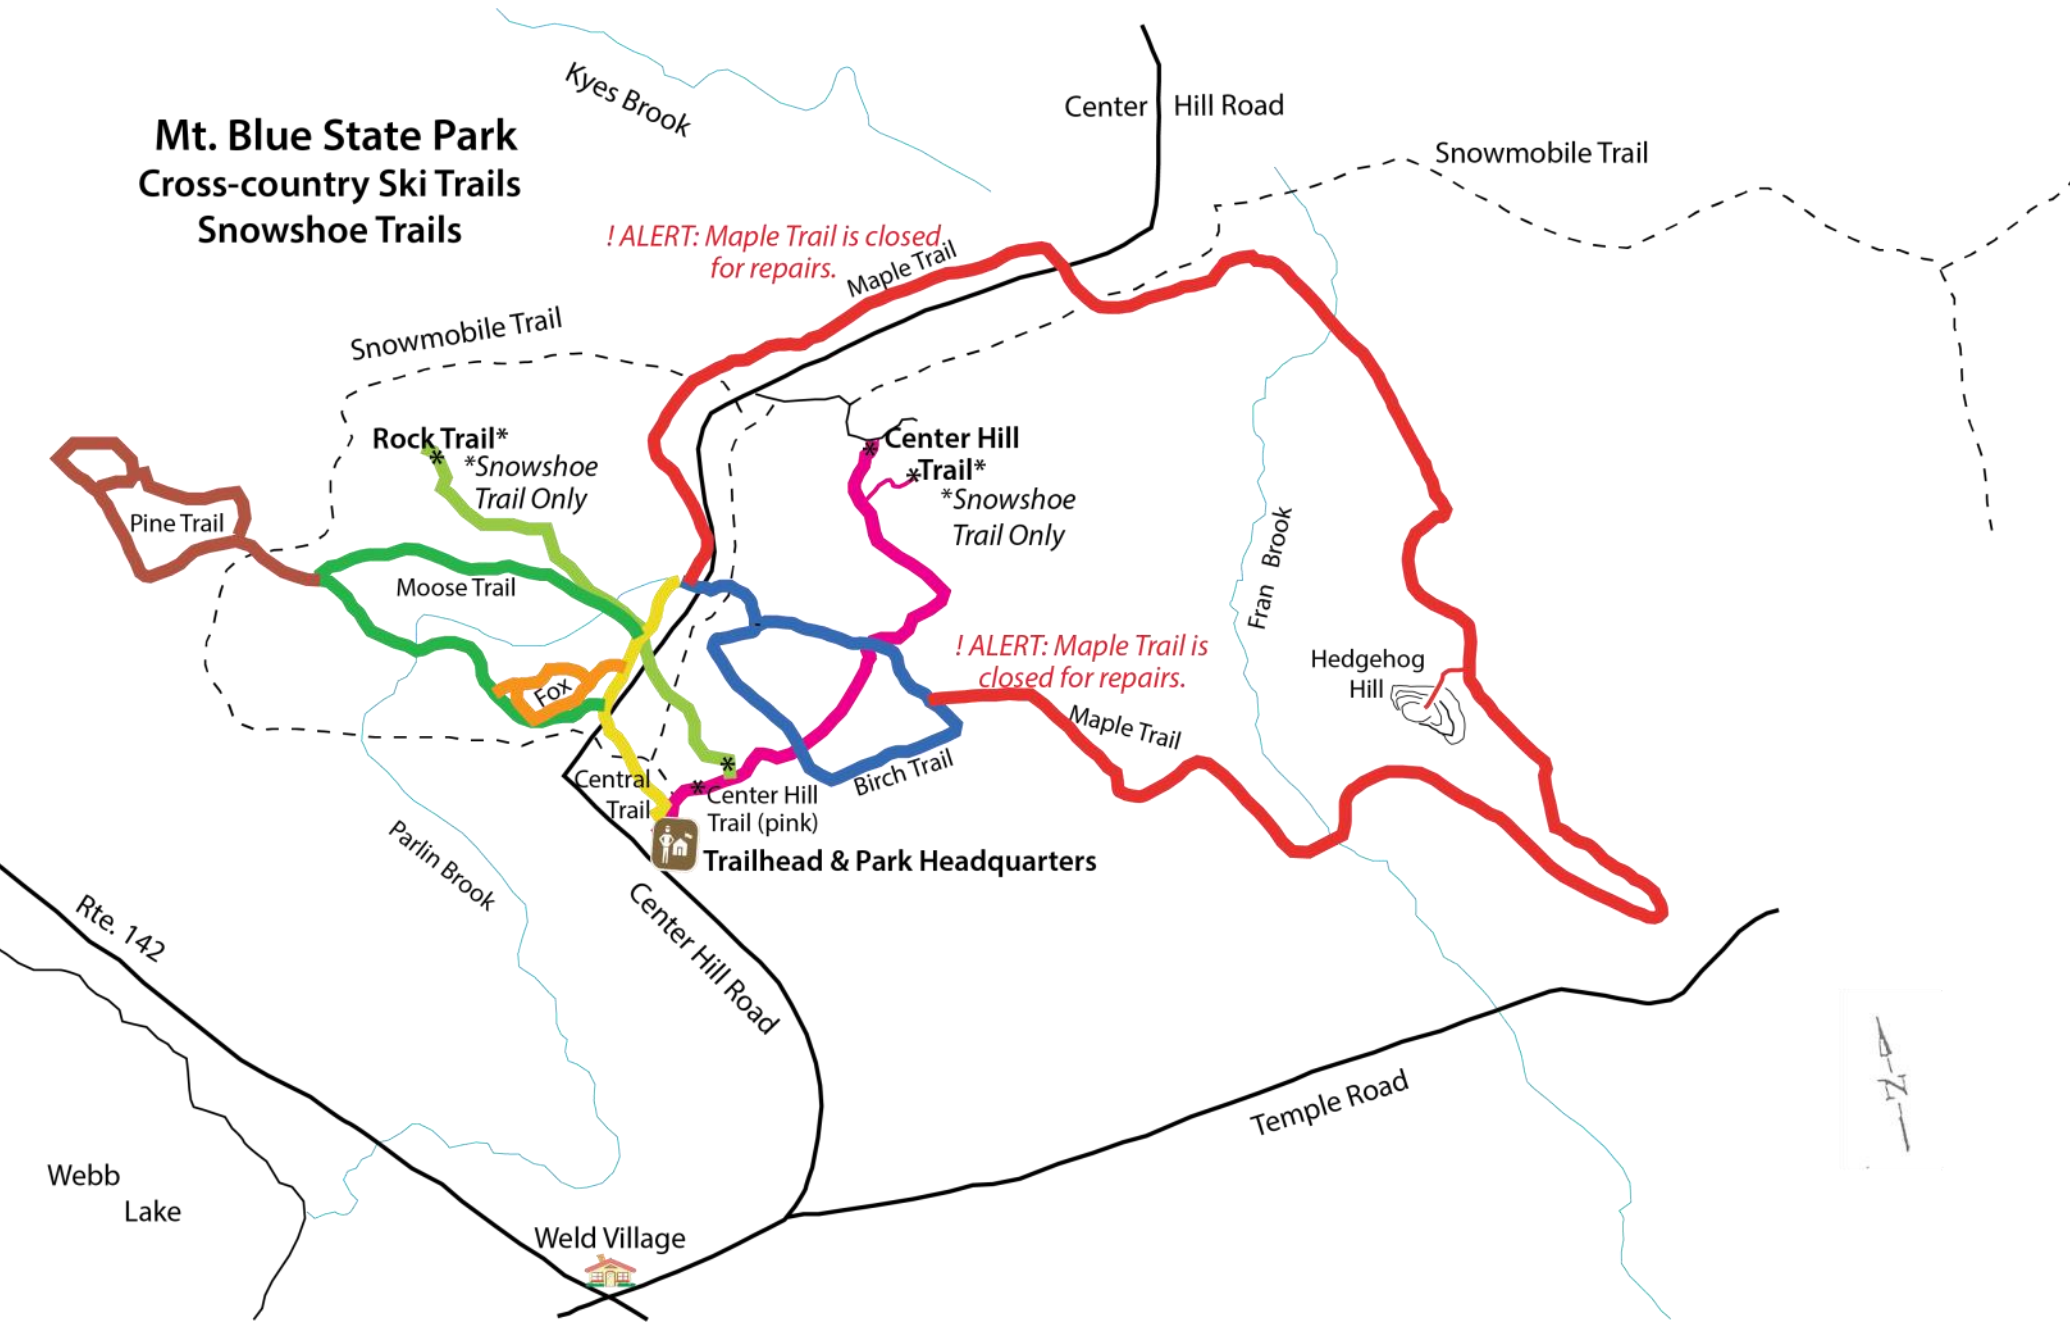 Mt. Blue State Park
Cross-country Ski Trails
Snowshoe Trails
Kyes Brook
Center Hill Road
Snowmobile Trail
! ALERT: Maple Trail is closed
for repairs.
Maple Trail
Snowmobile Trail
Rock Trail*
*Snowshoe
Trail Only
Center Hill
Trail*
*Snowshoe
Trail Only
Pine Trail
Moose Trail
Fran Brook
! ALERT: Maple Trail is
closed for repairs.
Hedgehog
Hill
Fox
Maple Trail
Birch Trail
Central
Trail
Center Hill
Trail (pink)
Parlin Brook
Trailhead & Park Headquarters
Center Hill Road
Rte. 142
N
Temple Road
Webb
Lake
Weld Village